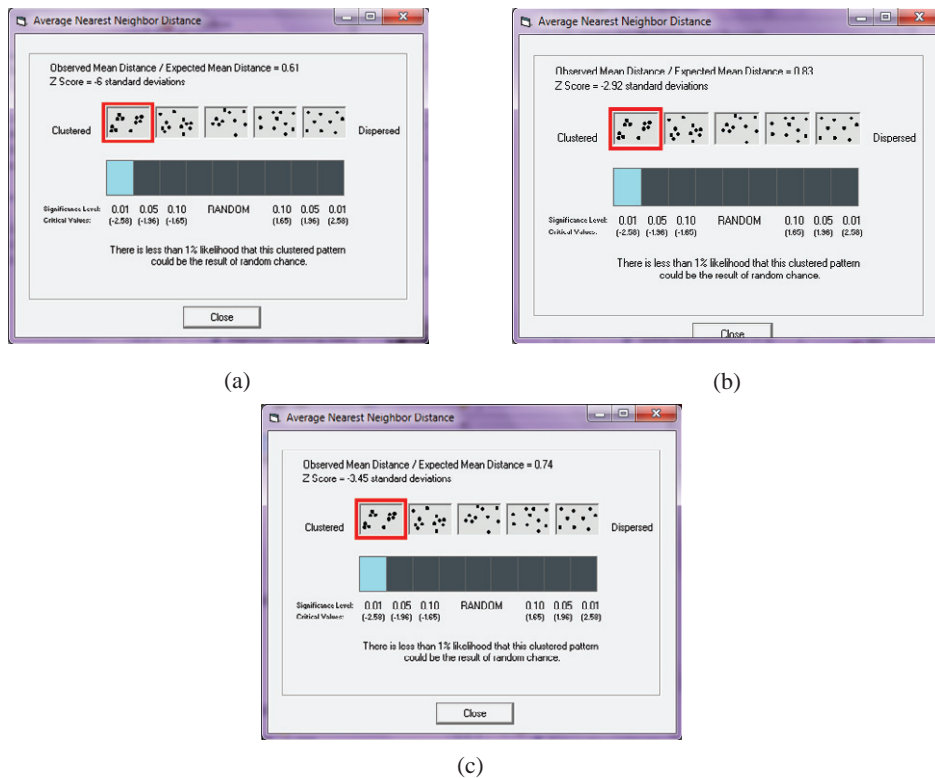 Average Nearest Neighbor Distance
Observed Mean Distance / Expected Mean Distance = 0.61
Z Score = -6 standard deviations
Clustered
Dispersed
Significance Level: 0.01 0.05 0.10 RANDOM 0.10 0.05 0.01
Critical Values: (-2.58) (-1.96) (-1.65) (1.65) (1.96) (2.58)
There is less than 1% likelihood that this clustered pattern
could be the result of random chance.
Close
(a)
Average Nearest Neighbor Distance
Observed Mean Distance / Expected Mean Distance = 0.83
Z Score = -2.92 standard deviations
Clustered
Dispersed
Significance Level: 0.01 0.05 0.10 RANDOM 0.10 0.05 0.01
Critical Values: (-2.58) (-1.96) (-1.65) (1.65) (1.96) (2.58)
There is less than 1% likelihood that this clustered pattern
could be the result of random chance.
Close
(b)
Average Nearest Neighbor Distance
Observed Mean Distance / Expected Mean Distance = 0.74
Z Score = -3.45 standard deviations
Clustered
Dispersed
Significance Level: 0.01 0.05 0.10 RANDOM 0.10 0.05 0.01
Critical Values: (-2.58) (-1.96) (-1.65) (1.65) (1.96) (2.58)
There is less than 1% likelihood that this clustered pattern
could be the result of random chance.
Close
(c)